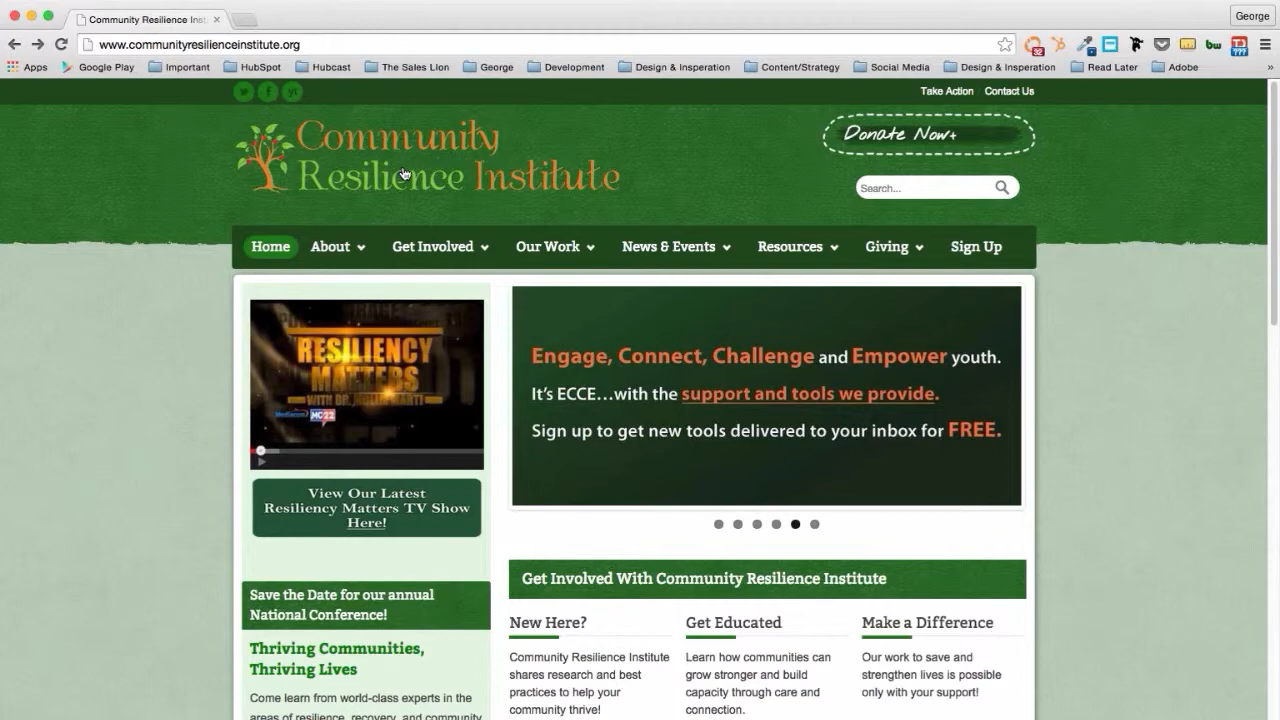 Community Resilience Inst
George
www.communityresilienceinstitute.org
32
bw
Apps Google Play Important HubSpot Hubcast The Sales Lion George Development Design & Insperation Content/Strategy Social Media Design & Insperation Read Later Adobe »
Take Action Contact Us
Community
Resilience Institute
Donate Now+
Search...
Home About Get Involved Our Work News & Events Resources Giving Sign Up
RESILIENCY
MATTERS
MC22
View Our Latest
Resiliency Matters TV Show
Here!
Engage, Connect, Challenge and Empower youth.
It's ECCE...with the support and tools we provide.
Sign up to get new tools delivered to your inbox for FREE.
Save the Date for our annual
National Conference!
Thriving Communities,
Thriving Lives
Come learn from world-class experts in the
areas of resilience, recovery, and community
Get Involved With Community Resilience Institute
New Here?
Community Resilience Institute
shares research and best
practices to help your
community thrive!
Get Educated
Learn how communities can
grow stronger and build
capacity through care and
connection.
Make a Difference
Our work to save and
strengthen lives is possible
only with your support!